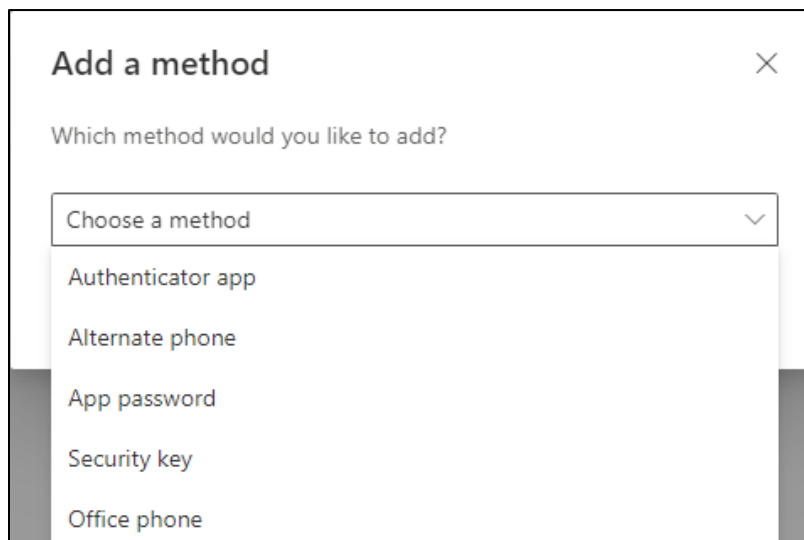 Add a method
Which method would you like to add?
Choose a method
Authenticator app
Alternate phone
App password
Security key
Office phone